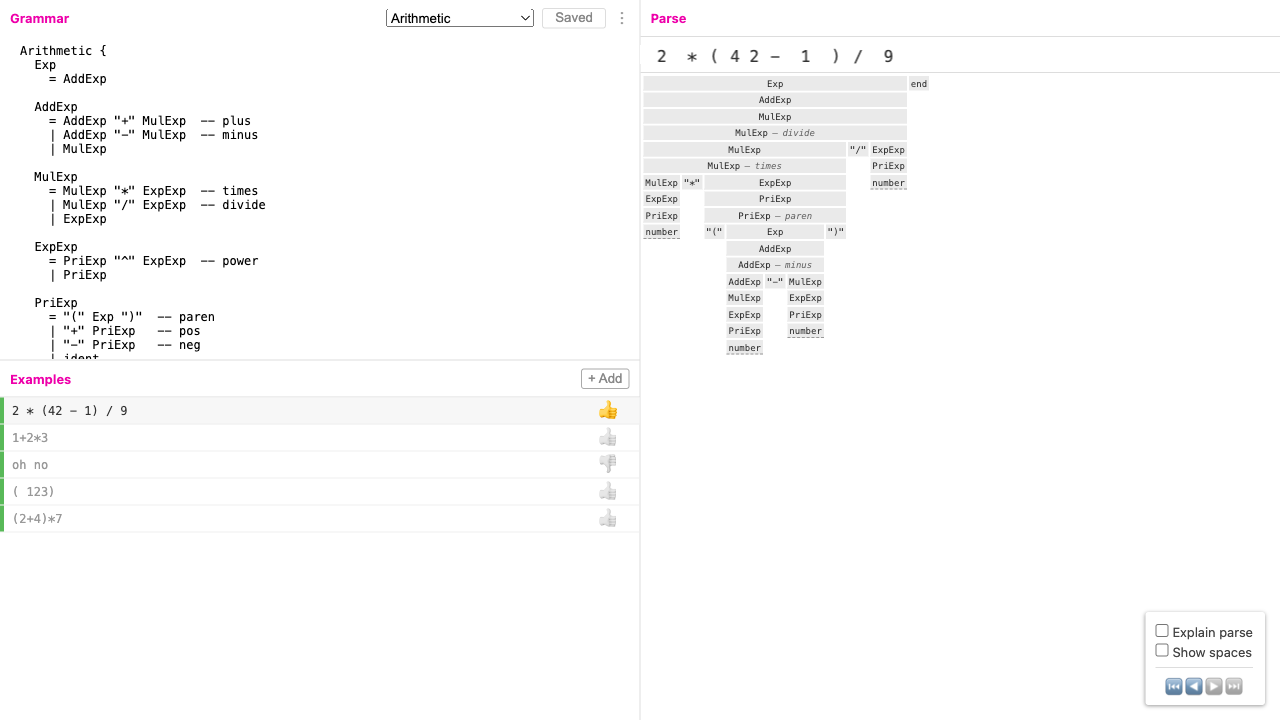 Grammar
Arithmetic
Saved
Arithmetic {
Exp
= AddExp
AddExp
= AddExp "+" MulExp -- plus
| AddExp "-" MulExp -- minus
| MulExp
MulExp
= MulExp "*" ExpExp -- times
| MulExp "/" ExpExp -- divide
| ExpExp
ExpExp
= PriExp "^" ExpExp -- power
| PriExp
PriExp
= "(" Exp ")" -- paren
| "+" PriExp -- pos
| "-" PriExp -- neg
| ident
Examples
+ Add
2 * (42 - 1) / 9
1+2*3
oh no
( 123)
(2+4)*7
Parse
2 * ( 4 2 - 1 ) / 9
Exp end
AddExp
MulExp
MulExp – divide
MulExp "/" ExpExp
MulExp – times PriExp
MulExp "*" ExpExp number
ExpExp PriExp
PriExp PriExp – paren
number "(" Exp ")"
AddExp
AddExp – minus
AddExp "-" MulExp
MulExp ExpExp
ExpExp PriExp
PriExp number
number
Explain parse
Show spaces